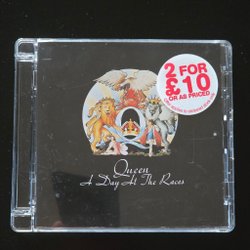 2 FOR
£10
OR AS PRICED
Queen
A Day At The Races